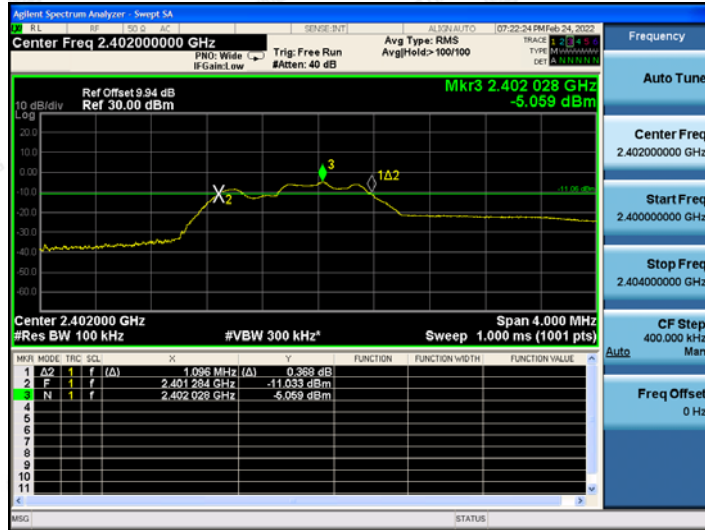 Agilent Spectrum Analyzer - Swept SA
RL RF 50 Ω AC SENSE:INT ALIGNAUTO 07:22:24 PM Feb 24, 2022
Center Freq 2.402000000 GHz
PNO: Wide
IFGain:Low
Trig: Free Run
#Atten: 40 dB
Avg Type: RMS
Avg|Hold:>100/100
TRACE 1 2 3 4 5 6
TYPE M
DET A N N N N N
Mkr3 2.402 028 GHz
-5.059 dBm
Ref Offset 9.94 dB
10 dB/div Ref 30.00 dBm
Log
20.0
10.0
0.00
-10.0
-20.0
-30.0
-40.0
-50.0
-60.0
3
1Δ2
2
-11.06 dBm
Center 2.402000 GHz Span 4.000 MHz
#Res BW 100 kHz #VBW 300 kHz* Sweep 1.000 ms (1001 pts)
MKR MODE TRC SCL X Y FUNCTION FUNCTION WIDTH FUNCTION VALUE
1 Δ2 1 f (Δ) 1.096 MHz (Δ) 0.368 dB
2 F 1 f 2.401 284 GHz -11.033 dBm
3 N 1 f 2.402 028 GHz -5.059 dBm
4
5
6
7
8
9
10
11
MSG STATUS
Frequency
Auto Tune
Center Freq
2.402000000 GHz
Start Freq
2.400000000 GHz
Stop Freq
2.404000000 GHz
CF Step
400.000 kHz
Auto Man
Freq Offset
0 Hz